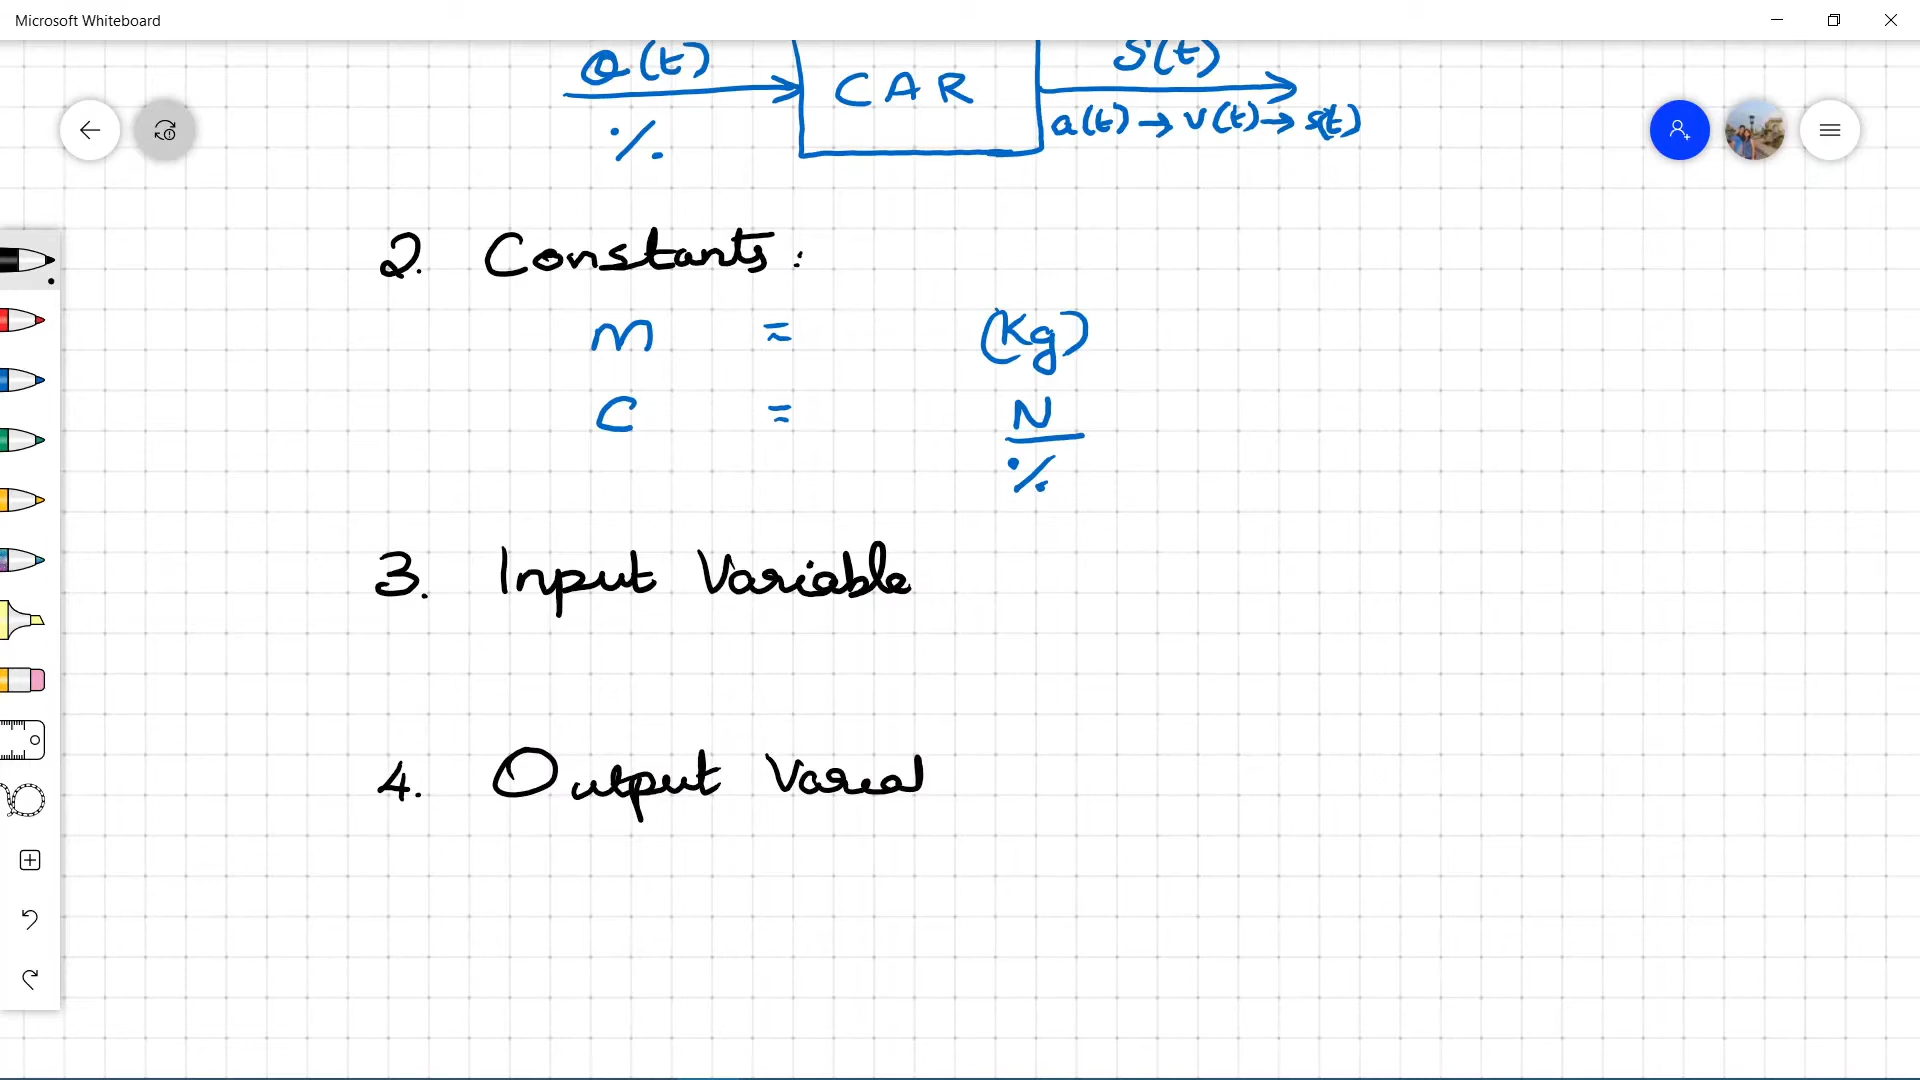 Microsoft Whiteboard
θ(t)
%
CAR
S(t)
a(t) → v(t) → s(t)
2. Constants :
m = (Kg)
C = N
%
3. Input Variable
4. Output Varial